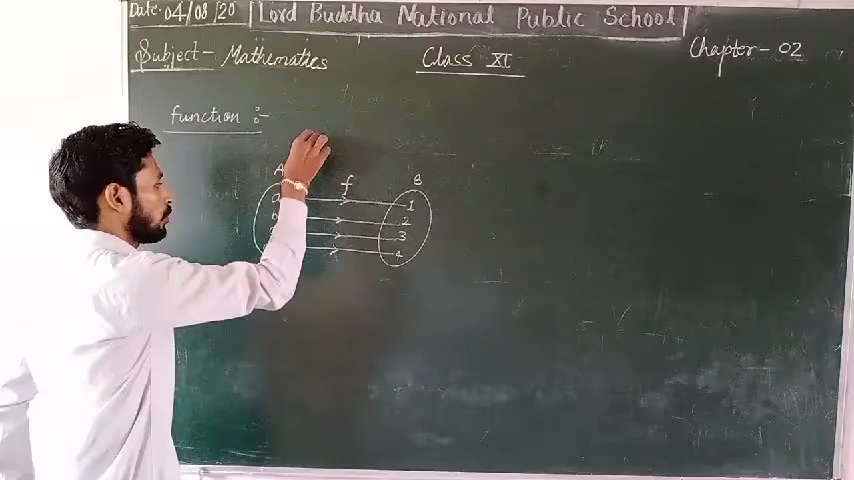 Date:- 04/08/20 Lord Buddha National Public School
Subject:- Mathematics Class XI Chapter- 02
function :-
A f B
a 1
b 2
3
4